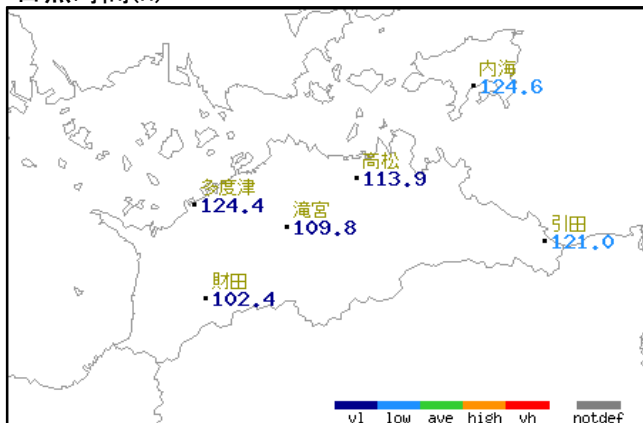 内海
124.6
高松
113.9
多度津
124.4
滝宮
109.8
引田
121.0
財田
102.4
vl low ave high vh notdef